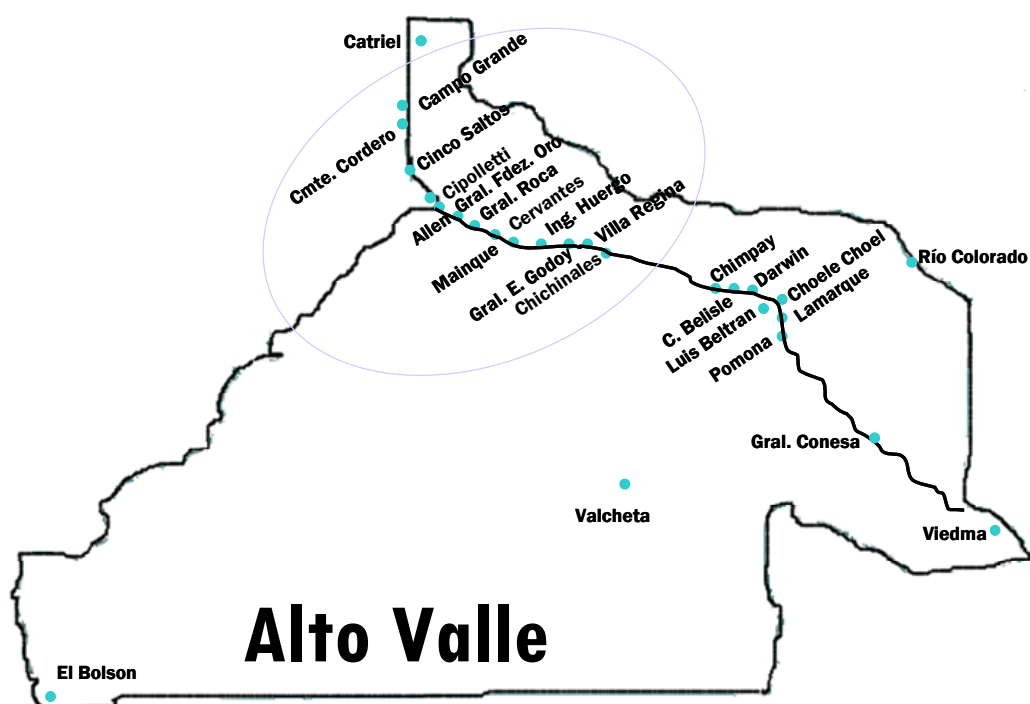 Catriel
Campo Grande
Cmte. Cordero
Cinco Saltos
Cipolletti
Gral. Fdez. Oro
Allen
Gral. Roca
Cervantes
Mainque
Ing. Huergo
Gral. E. Godoy
Villa Regina
Chichinales
Chimpay
C. Belisle
Darwin
Luis Beltran
Choele Choel
Lamarque
Pomona
Río Colorado
Gral. Conesa
Valcheta
Viedma
Alto Valle
El Bolson